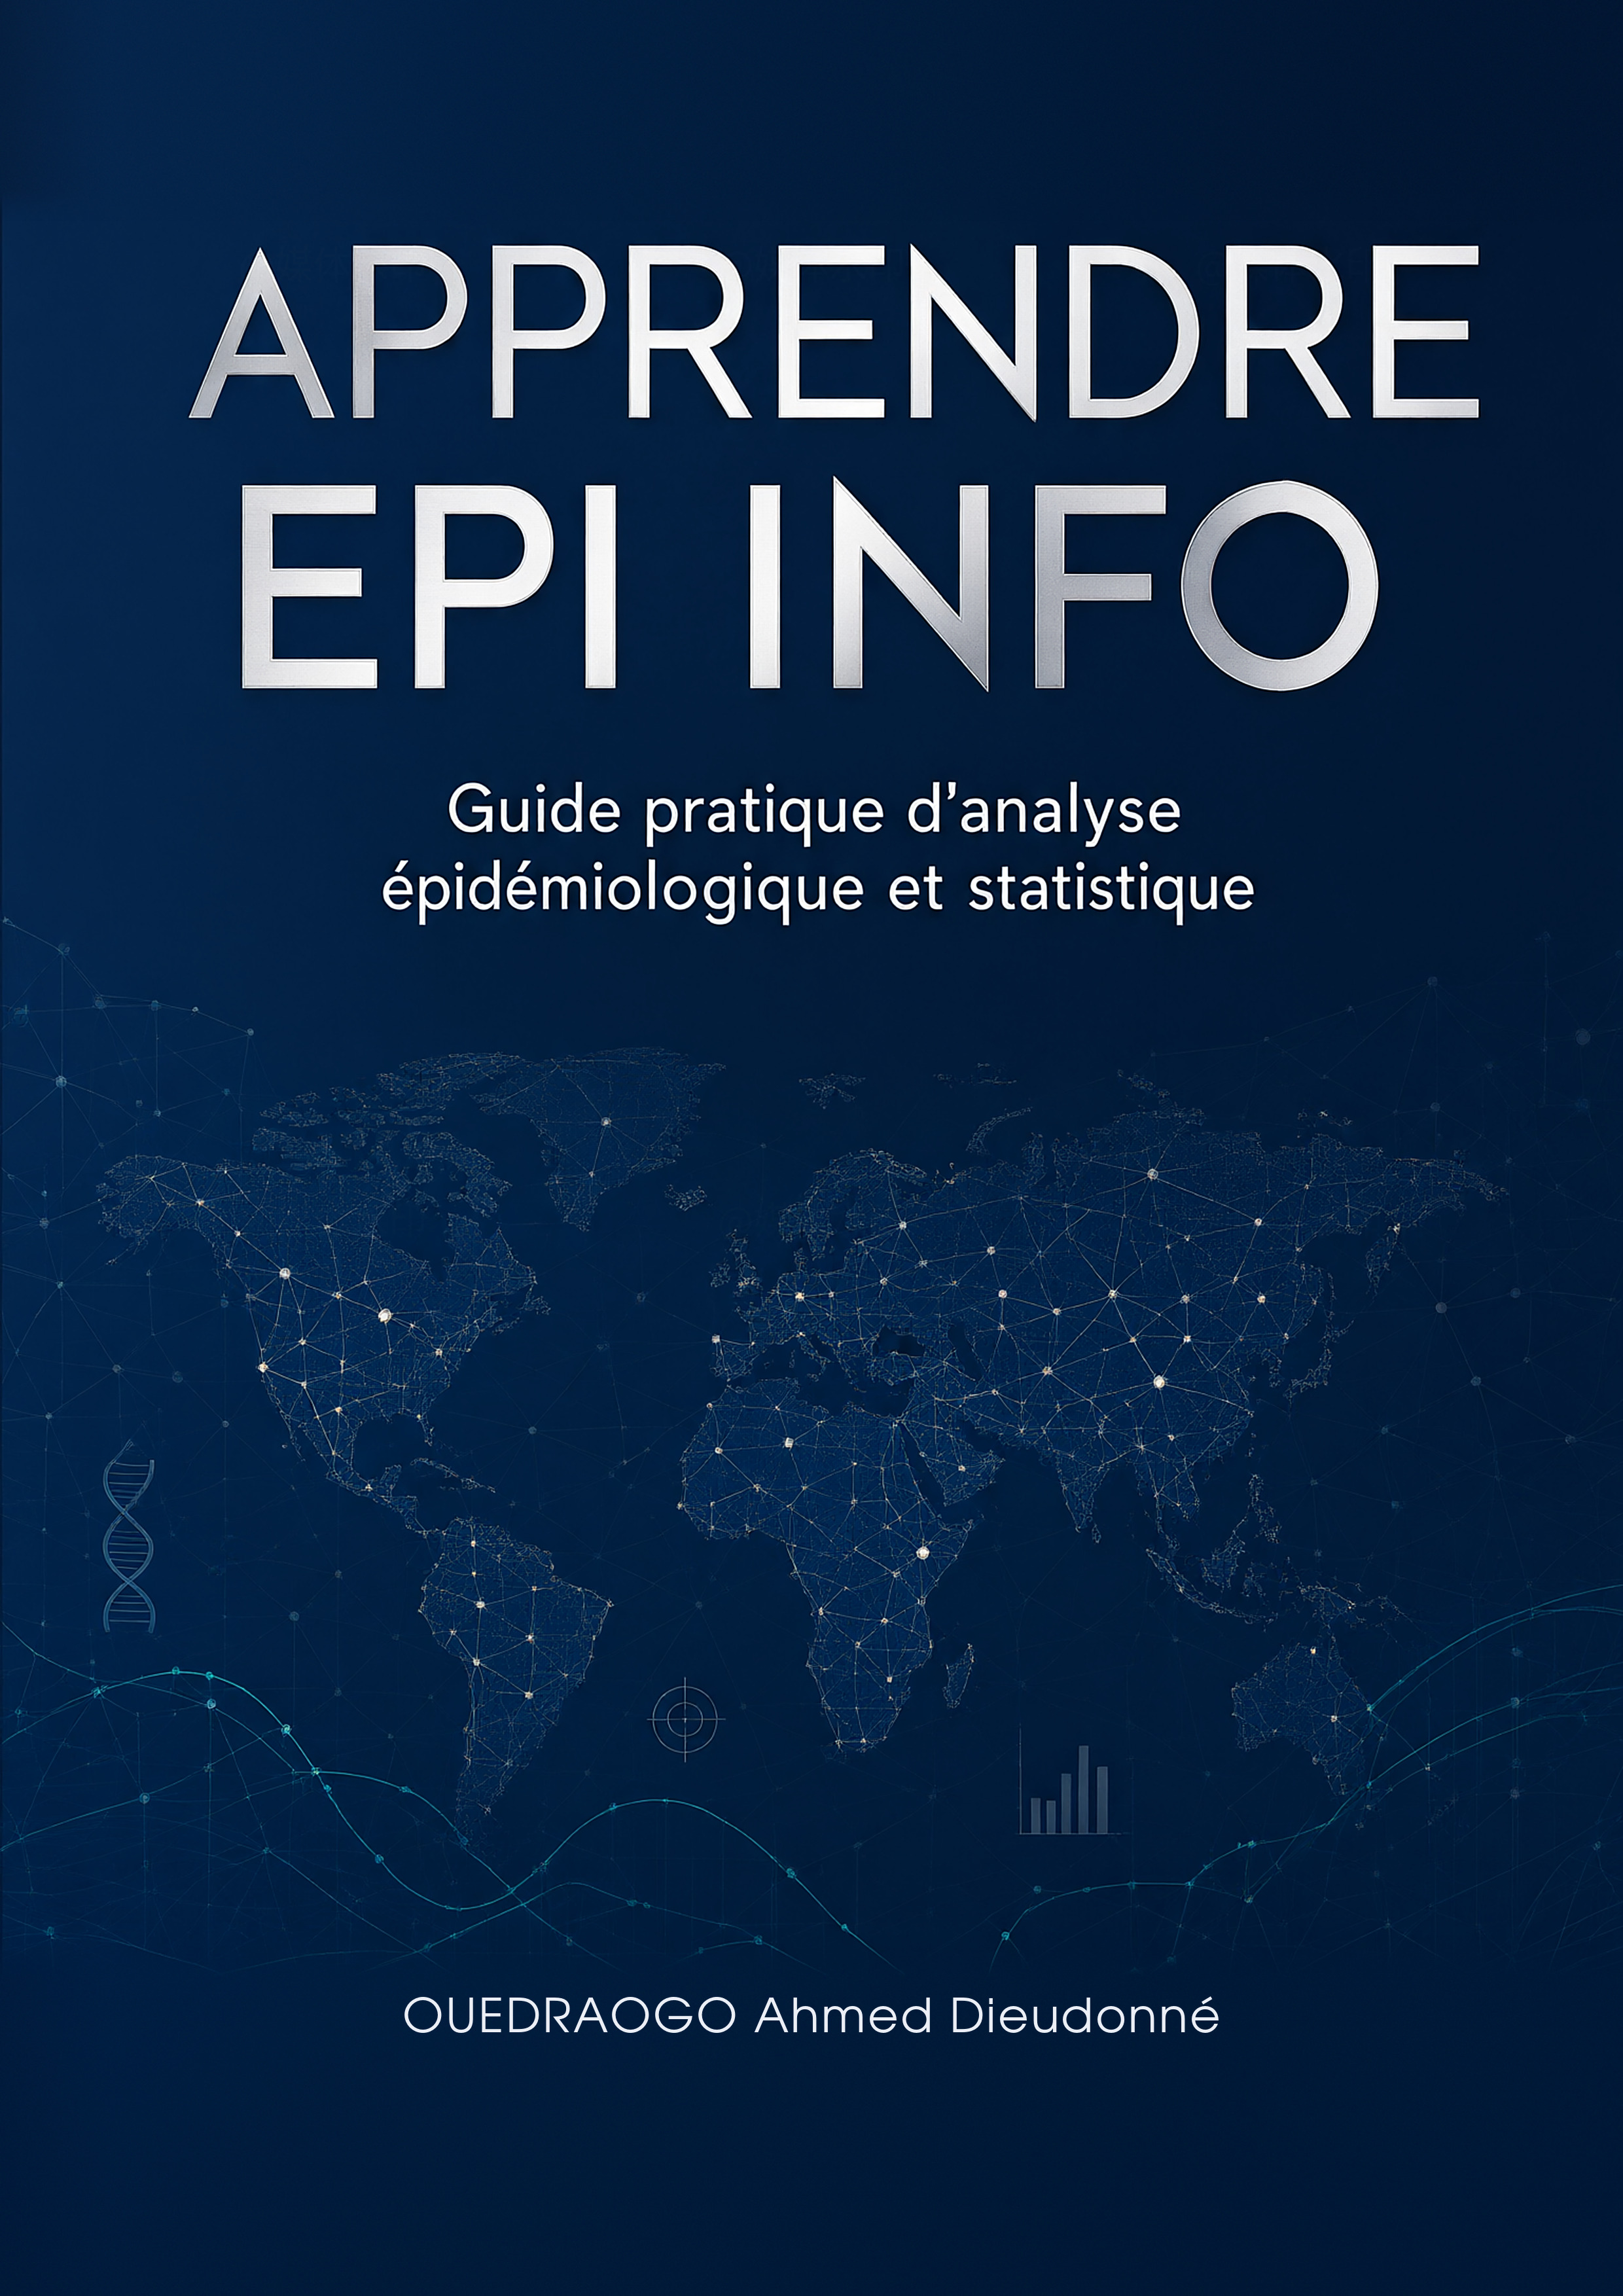 APPRENDRE
EPI INFO
Guide pratique d’analyse
épidémiologique et statistique
OUEDRAOGO Ahmed Dieudonné